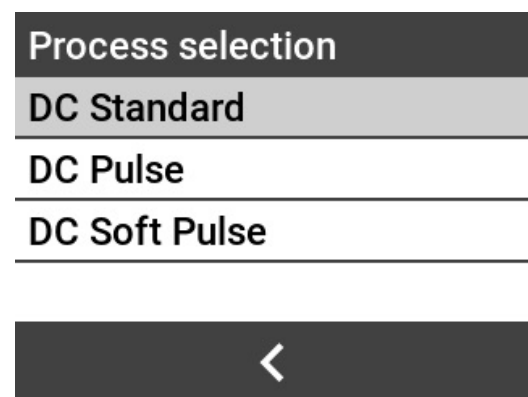 Process selection
DC Standard
DC Pulse
DC Soft Pulse